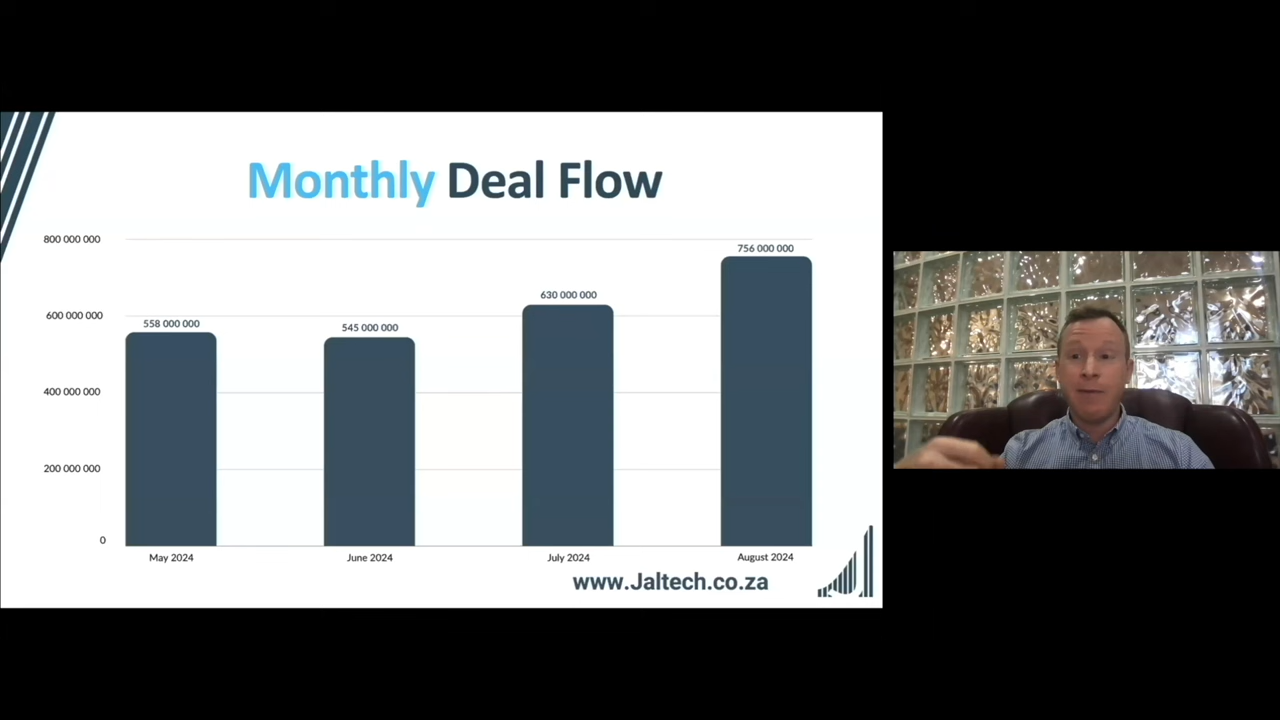 Monthly Deal Flow
800 000 000
756 000 000
600 000 000
630 000 000
558 000 000
545 000 000
400 000 000
200 000 000
0
May 2024
June 2024
July 2024
August 2024
www.Jaltech.co.za